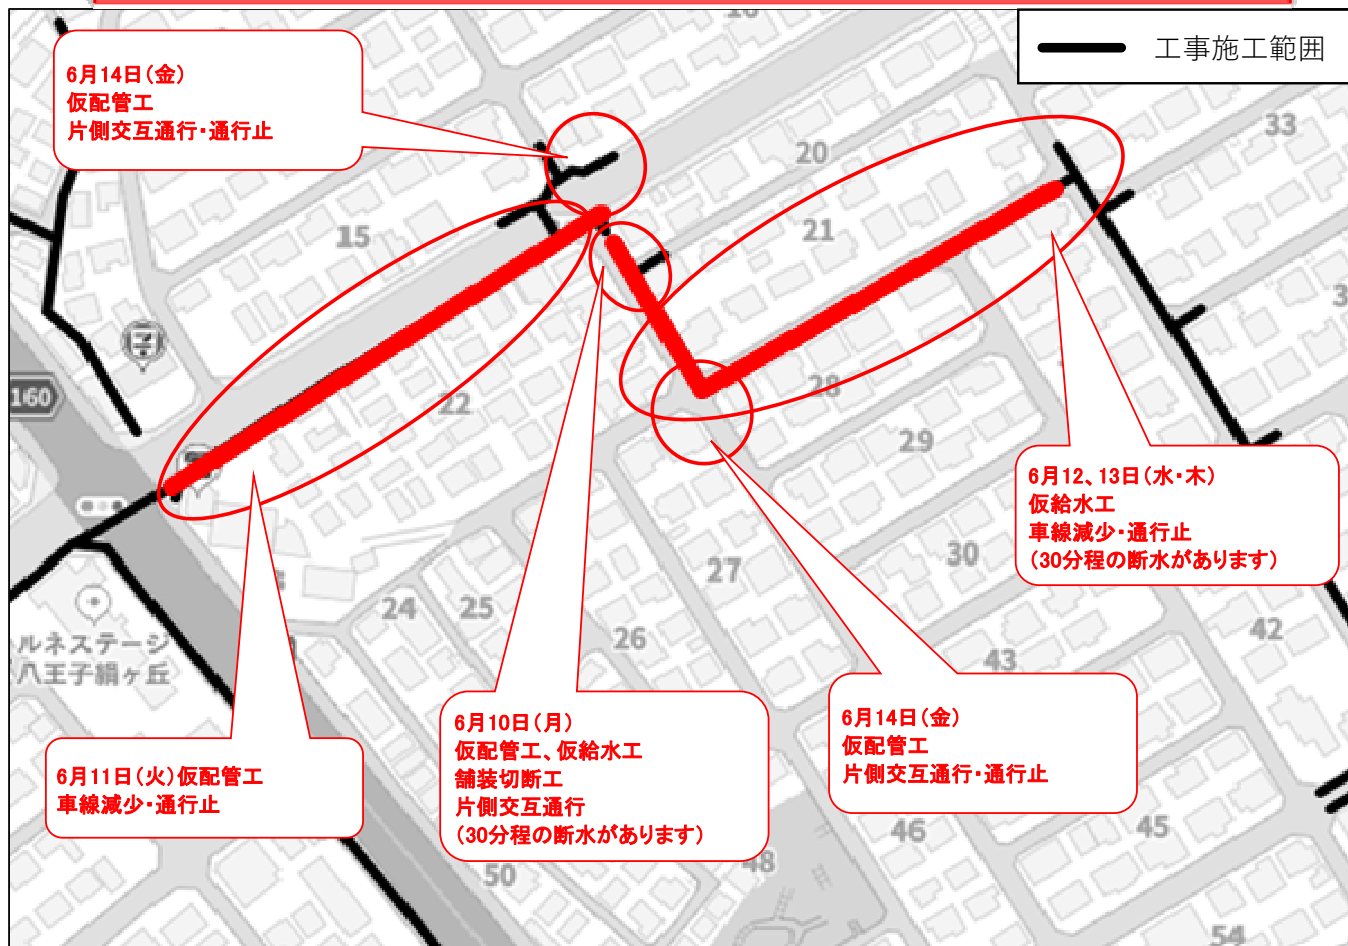 工事施工範囲
6月14日(金)
仮配管工
片側交互通行・通行止
33
20
21
15
160
22
28
29
6月12、13日(水・木)
仮給水工
車線減少・通行止
(30分程の断水があります)
30
27
24
25
26
42
43
ルネステージ
八王子絹ヶ丘
6月10日(月)
仮配管工、仮給水工
舗装切断工
片側交互通行
(30分程の断水があります)
6月14日(金)
仮配管工
片側交互通行・通行止
6月11日(火)仮配管工
車線減少・通行止
46
45
48
50
54